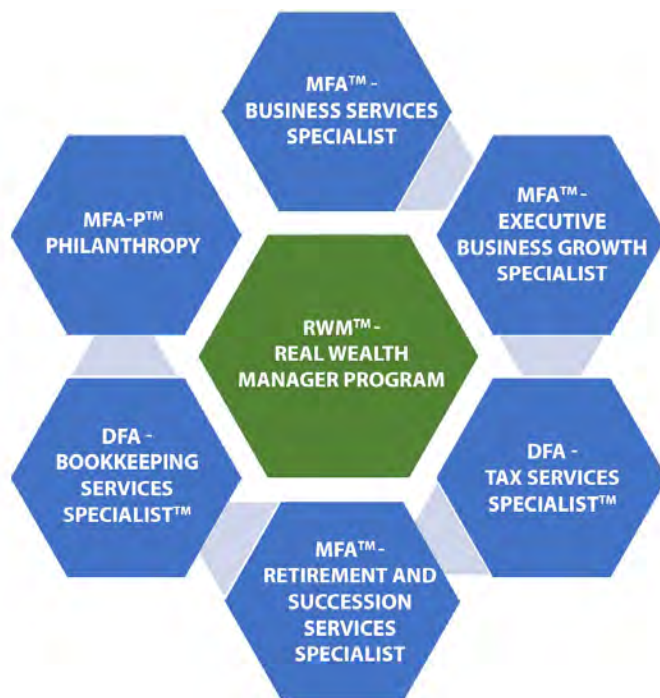 MFA™ -
BUSINESS SERVICES
SPECIALIST
MFA™ -
EXECUTIVE
BUSINESS GROWTH
SPECIALIST
MFA-P™
PHILANTHROPY
RWM™ -
REAL WEALTH
MANAGER PROGRAM
DFA -
BOOKKEEPING
SERVICES
SPECIALIST™
DFA -
TAX SERVICES
SPECIALIST™
MFA™ -
RETIREMENT AND
SUCCESSION
SERVICES
SPECIALIST